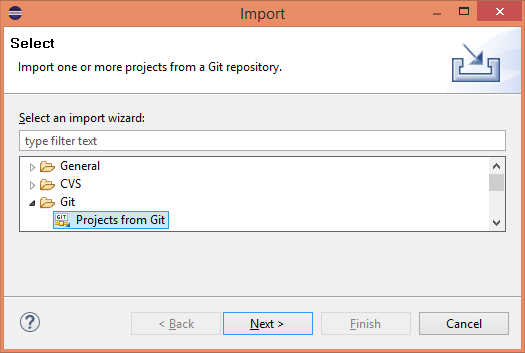 Import
Select
Import one or more projects from a Git repository.
Select an import wizard:
type filter text
General
CVS
Git
GIT Projects from Git
? < Back Next > Finish Cancel